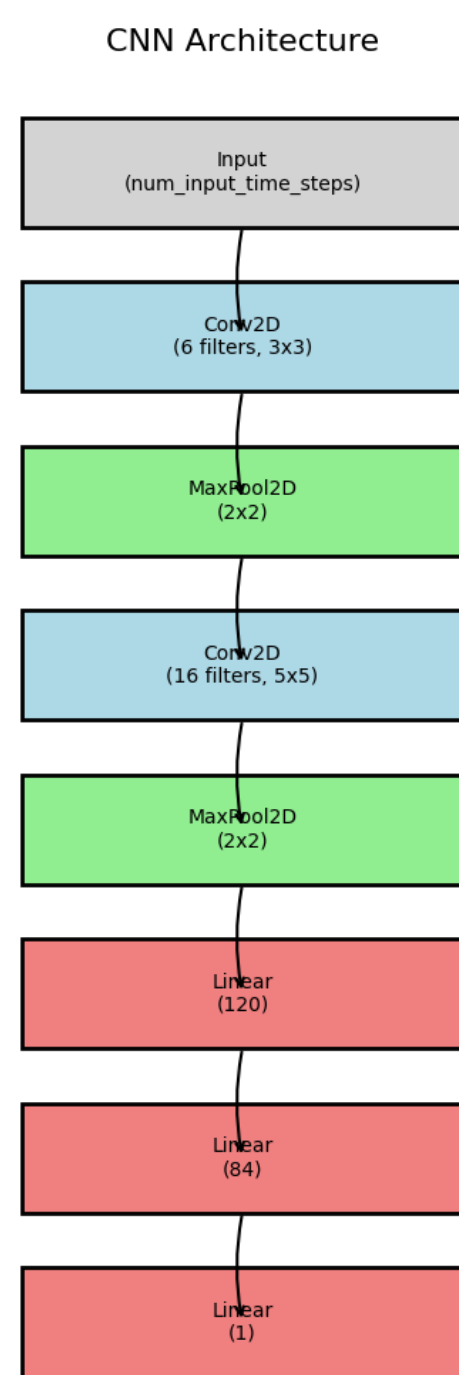 CNN Architecture
Input
(num_input_time_steps)
Conv2D
(6 filters, 3x3)
MaxPool2D
(2x2)
Conv2D
(16 filters, 5x5)
MaxPool2D
(2x2)
Linear
(120)
Linear
(84)
Linear
(1)